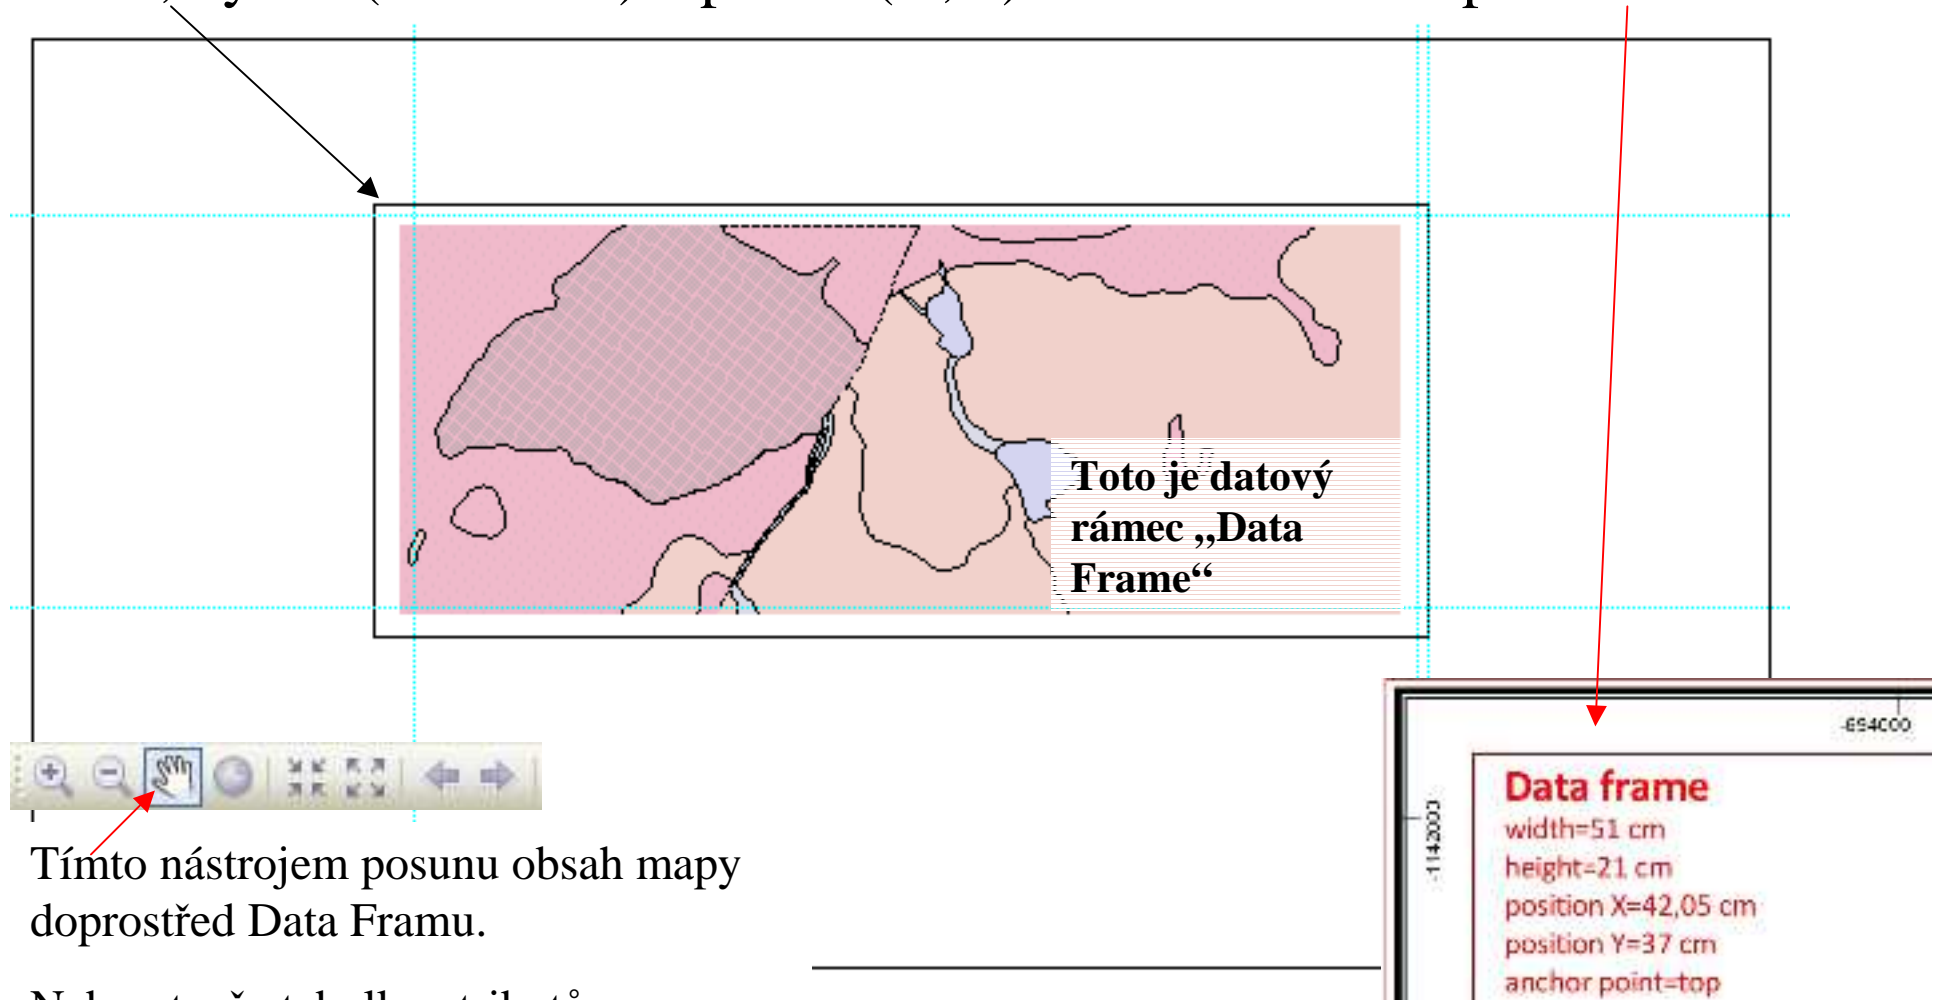 Toto je datový
rámec „Data
Frame“
-694000
-1142000
Data frame
width=51 cm
height=21 cm
position X=42,05 cm
position Y=37 cm
anchor point=top
Tímto nástrojem posunu obsah mapy
doprostřed Data Framu.